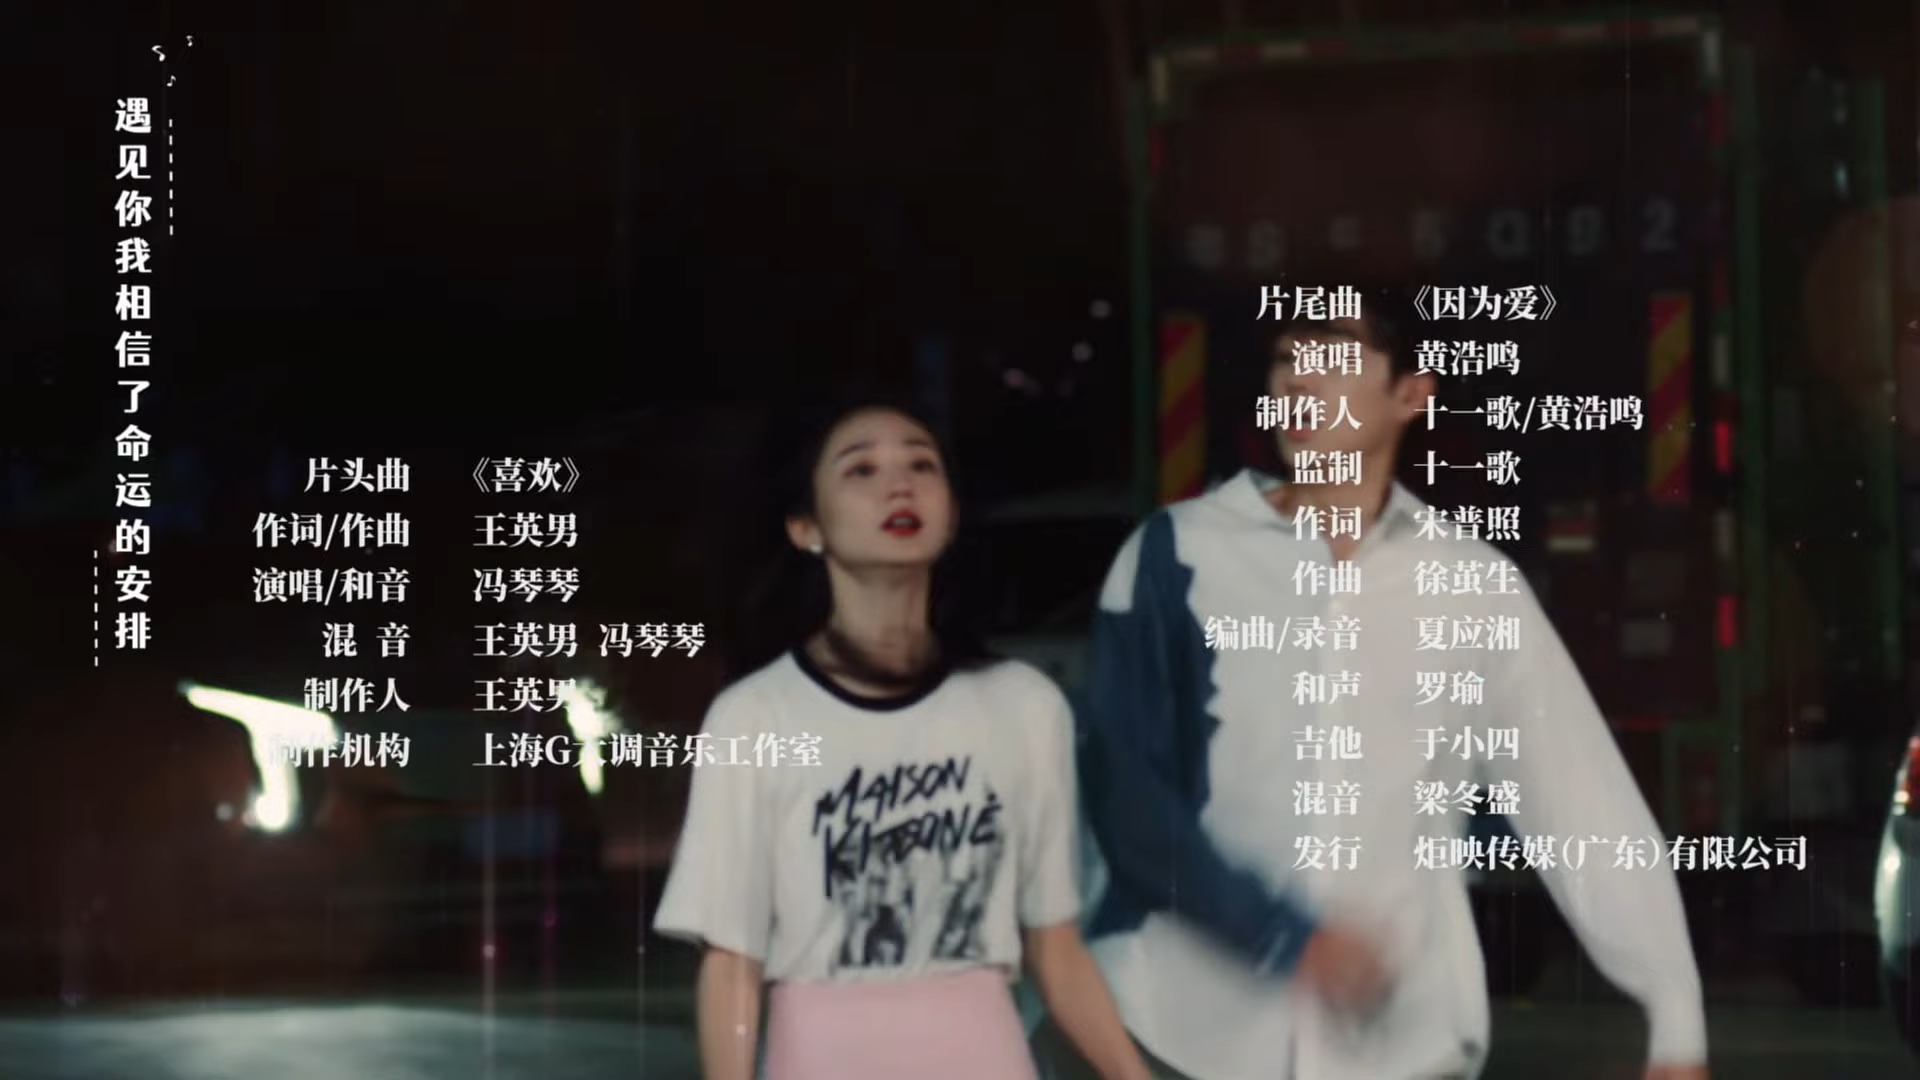 遇见你我相信了命运的安排
片头曲 《喜欢》
作词/作曲 王英男
演唱/和音 冯琴琴
混 音 王英男 冯琴琴
制作人 王英男
制作机构 上海G大调音乐工作室
片尾曲 《因为爱》
演唱 黄浩鸣
制作人 十一歌/黄浩鸣
监制 十一歌
作词 宋普照
作曲 徐茧生
编曲/录音 夏应湘
和声 罗瑜
吉他 于小四
混音 梁冬盛
发行 炬映传媒(广东)有限公司
MAISON
KITBONÉ